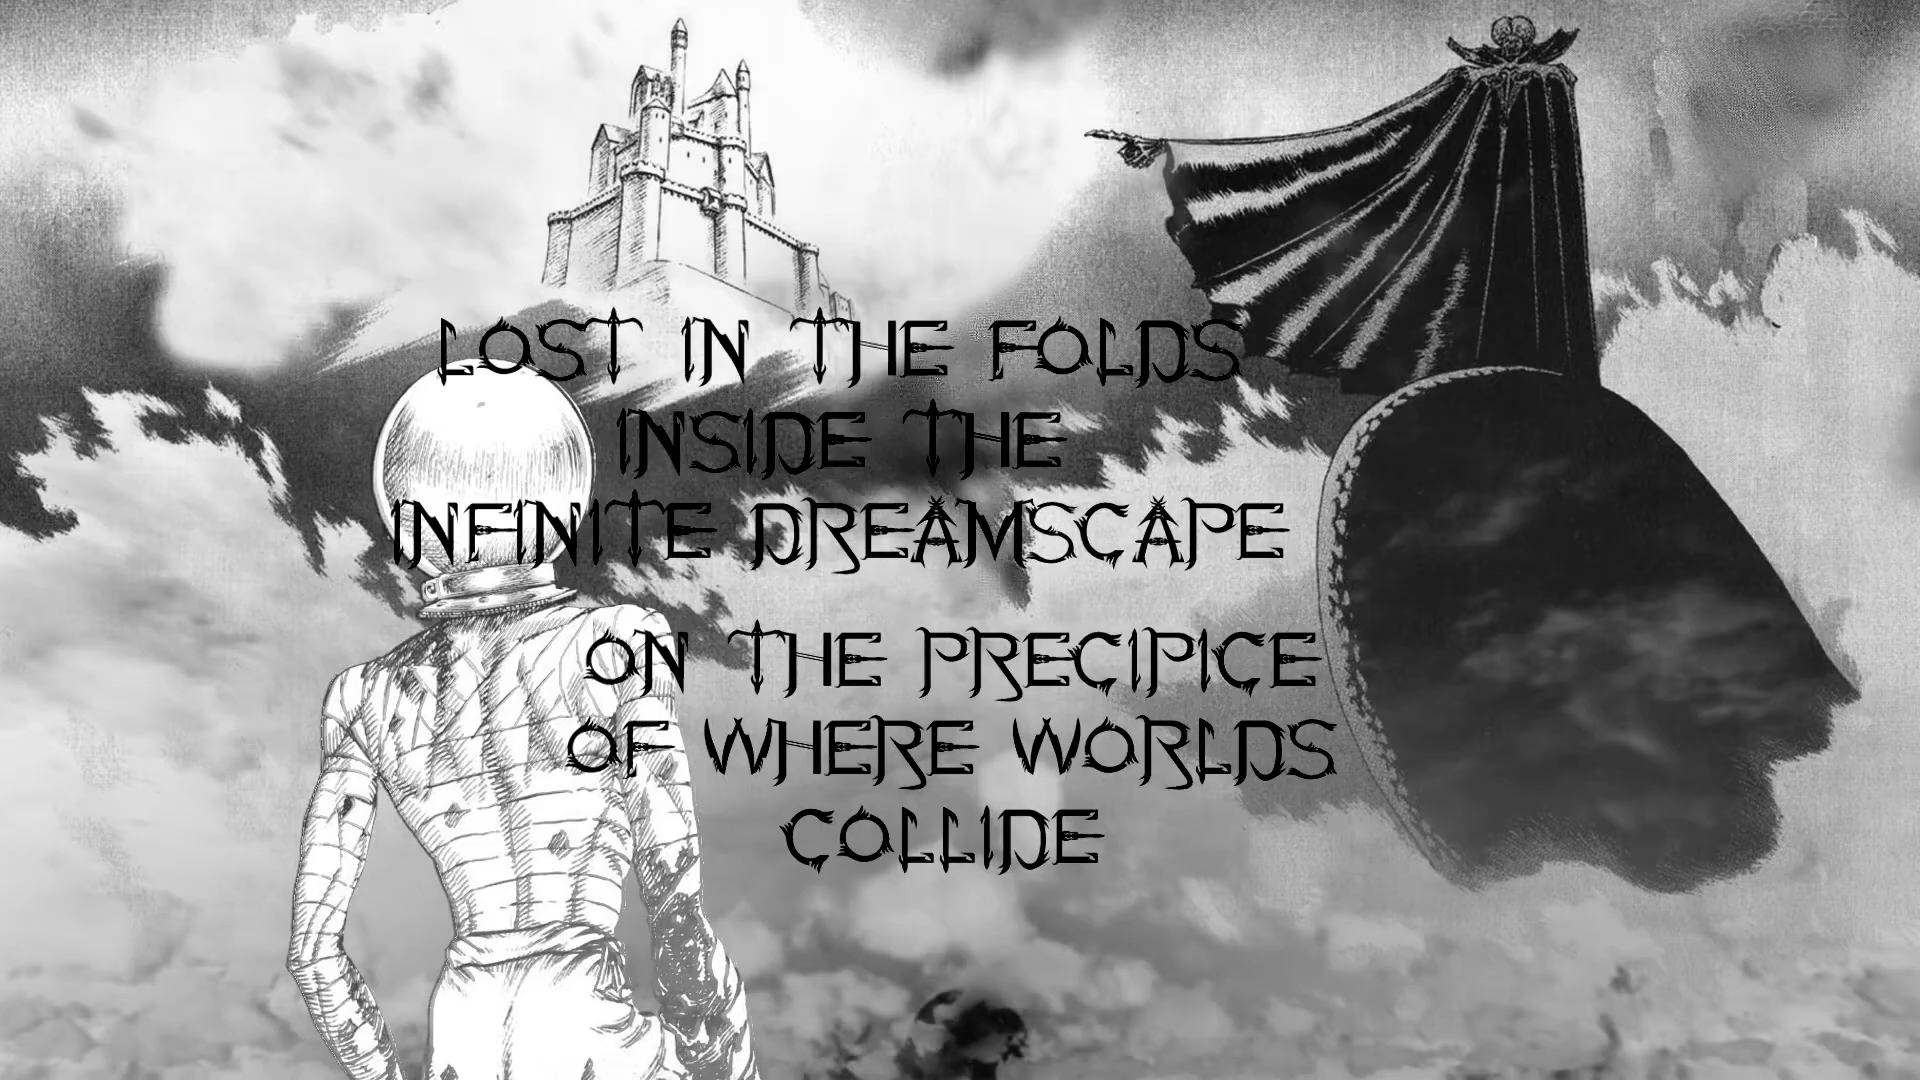 LOST IN THE FOLDS
INSIDE THE
INFINITE DREAMSCAPE
ON THE PRECIPICE
OF WHERE WORLDS
COLLIDE